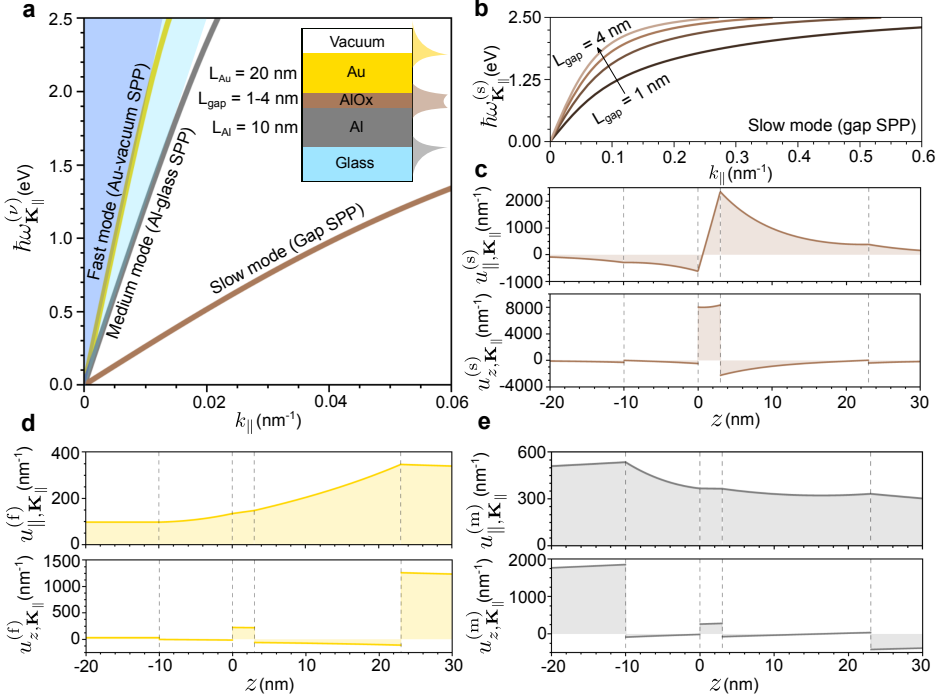 a
ħω(ν)K∥ (eV)
2.5
2.0
1.5
1.0
0.5
0.0
0
0.02
0.04
0.06
k∥ (nm-1)
Fast mode (Au-vacuum SPP)
Medium mode (Al-glass SPP)
Slow mode (Gap SPP)
Vacuum
LAu = 20 nm
Au
Lgap = 1-4 nm
AlOx
LAl = 10 nm
Al
Glass
b
ħω(s)K∥ (eV)
2.50
1.25
0.00
0
0.1
0.2
0.3
0.4
0.5
0.6
k∥ (nm-1)
Lgap = 4 nm
Lgap = 1 nm
Slow mode (gap SPP)
c
u(s)∥,K∥ (nm-1)
2000
1000
0
-1000
u(s)z,K∥ (nm-1)
8000
4000
0
-4000
-20
-10
0
10
20
30
z (nm)
d
u(f)∥,K∥ (nm-1)
400
200
0
u(f)z,K∥ (nm-1)
1500
1000
500
0
-20
-10
0
10
20
30
z (nm)
e
u(m)∥,K∥ (nm-1)
600
300
0
u(m)z,K∥ (nm-1)
2000
1000
0
-20
-10
0
10
20
30
z (nm)